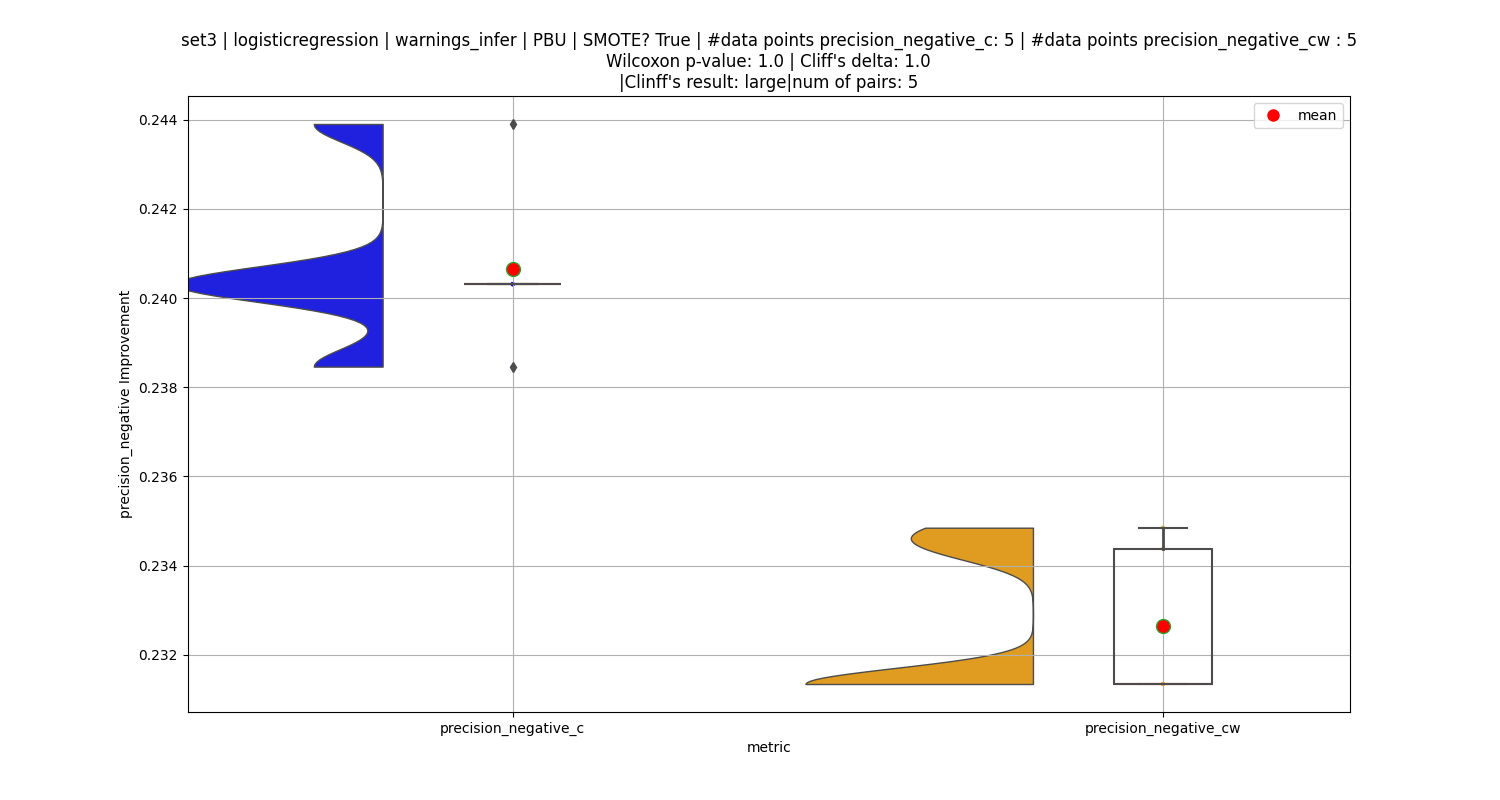 set3 | logisticregression | warnings_infer | PBU | SMOTE? True | #data points precision_negative_c: 5 | #data points precision_negative_cw : 5
Wilcoxon p-value: 1.0 | Cliff's delta: 1.0
|Clinff's result: large|num of pairs: 5
mean
0.244
0.242
0.240
0.238
0.236
0.234
0.232
precision_negative Improvement
precision_negative_c
precision_negative_cw
metric